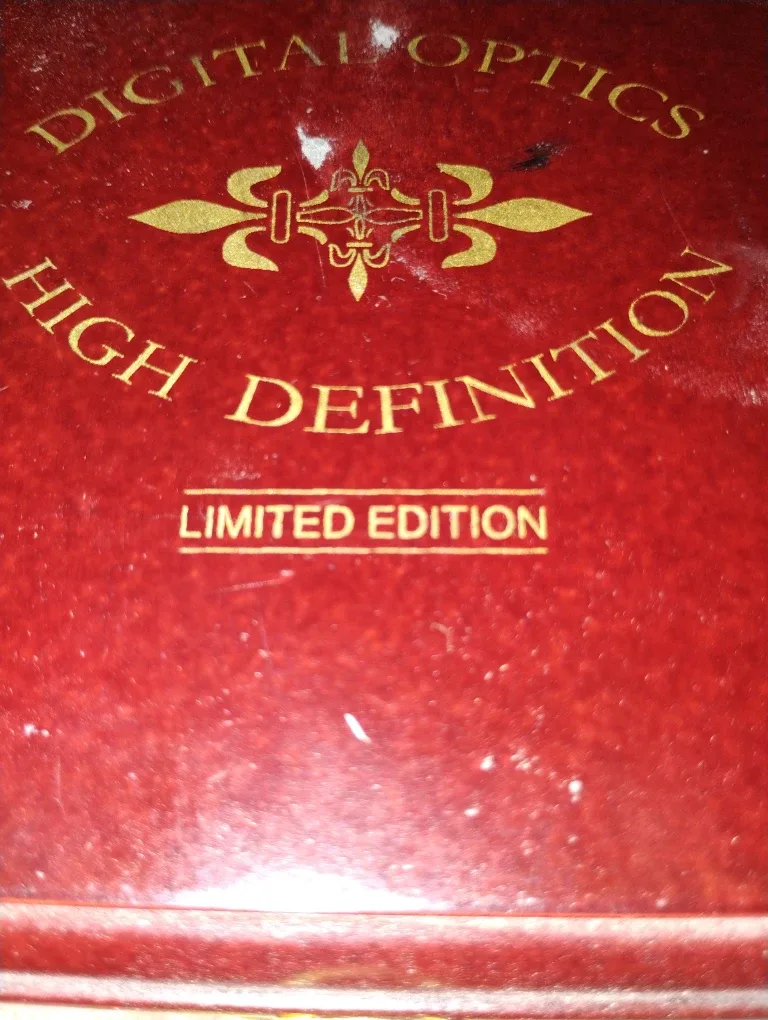 DIGITAL OPTICS
HIGH DEFINITION
LIMITED EDITION